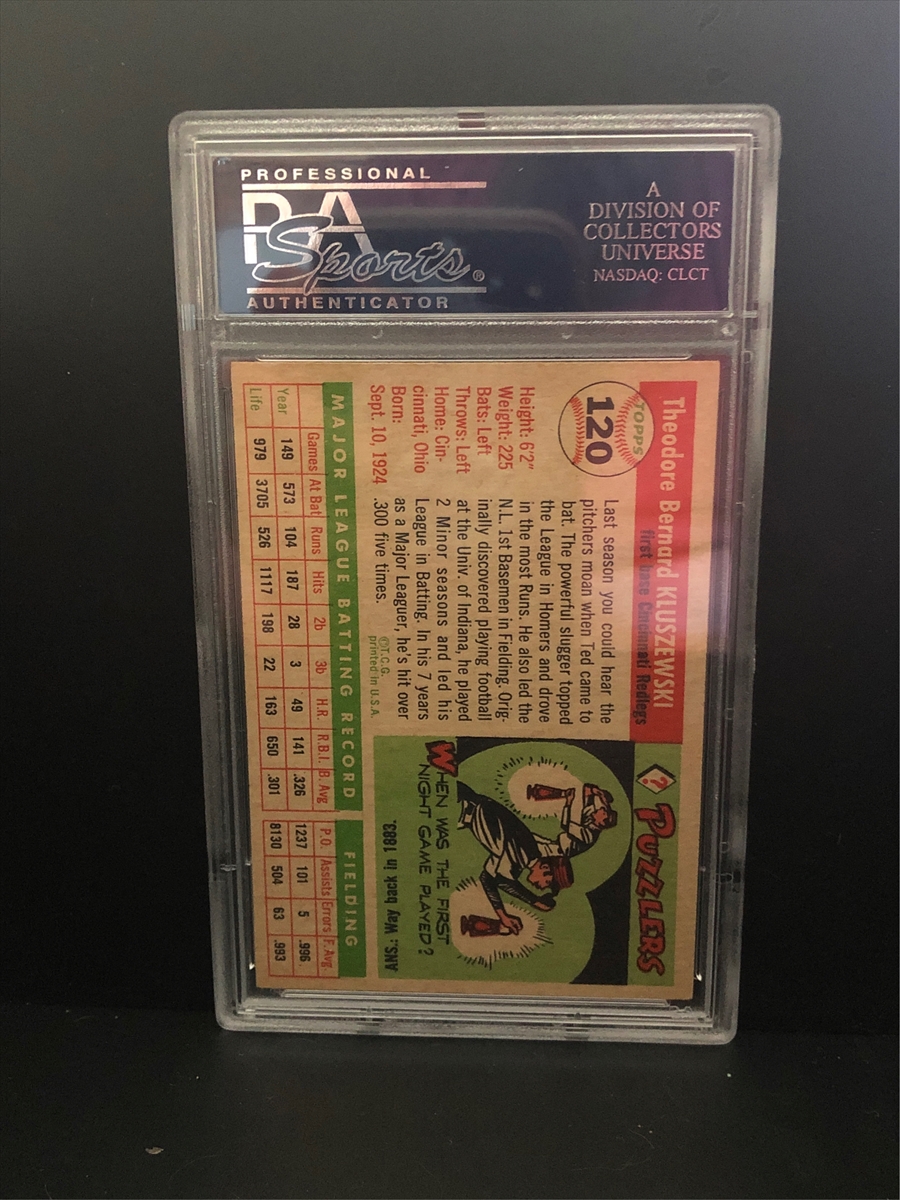 PROFESSIONAL
PSA
Sports®
AUTHENTICATOR
A
DIVISION OF
COLLECTORS
UNIVERSE
NASDAQ: CLCT
TOPPS
120
Theodore Bernard KLUSZEWSKI
first base Cincinnati Redlegs
Height: 6'2"
Weight: 225
Bats: Left
Throws: Left
Home: Cin-
cinnati, Ohio
Born:
Sept. 10, 1924
Last season you could hear the
pitchers moan when Ted came to
bat. The powerful slugger topped
the League in Homers and drove
in the most Runs. He also led the
NL. 1st Basemen in Fielding. Orig-
inally discovered playing football
at the Univ. of Indiana, he played
2 Minor seasons and led his
League in Batting. In his 7 years
as a Major Leaguer, he's hit over
.300 five times.
©T.C.G.
printed in U.S.A.
? PUZZLERS
WHEN WAS THE FIRST
NIGHT GAME PLAYED?
ANS.: Way back in 1883.
MAJOR LEAGUE BATTING RECORD FIELDING
Games At Bat Runs Hits 2b 3b H.R. R.B.I. B. Avg P.O. Assists Errors F. Avg.
Year 149 573 104 187 28 3 49 141 .326 1237 101 5 .996
Life 979 3705 526 1117 198 22 163 650 .301 8130 504 63 .993